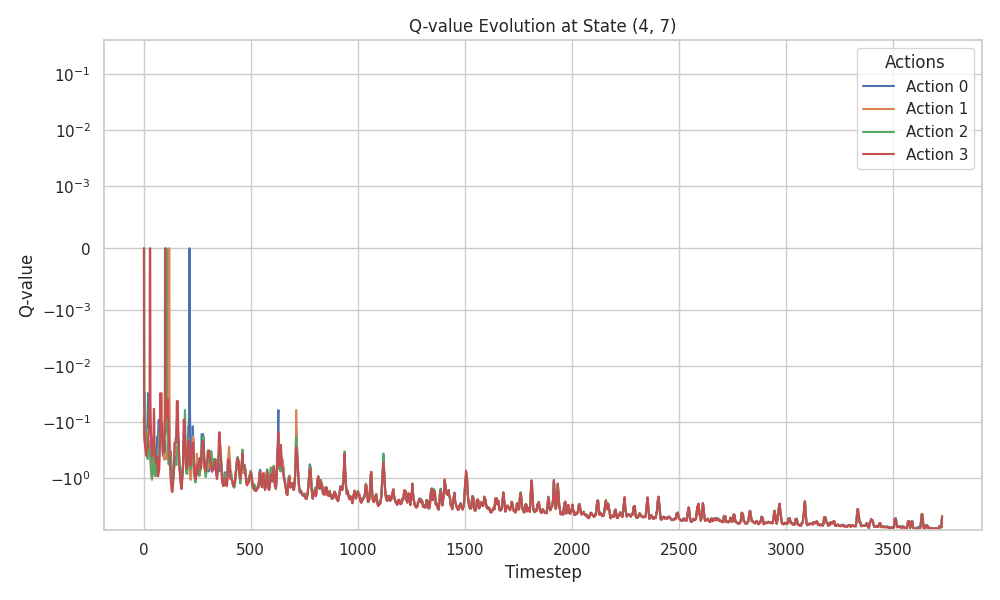 Q-value Evolution at State (4, 7)
Actions
Action 0
Action 1
Action 2
Action 3
Q-value
10⁻¹
10⁻²
10⁻³
0
−10⁻³
−10⁻²
−10⁻¹
−10⁰
0 500 1000 1500 2000 2500 3000 3500
Timestep